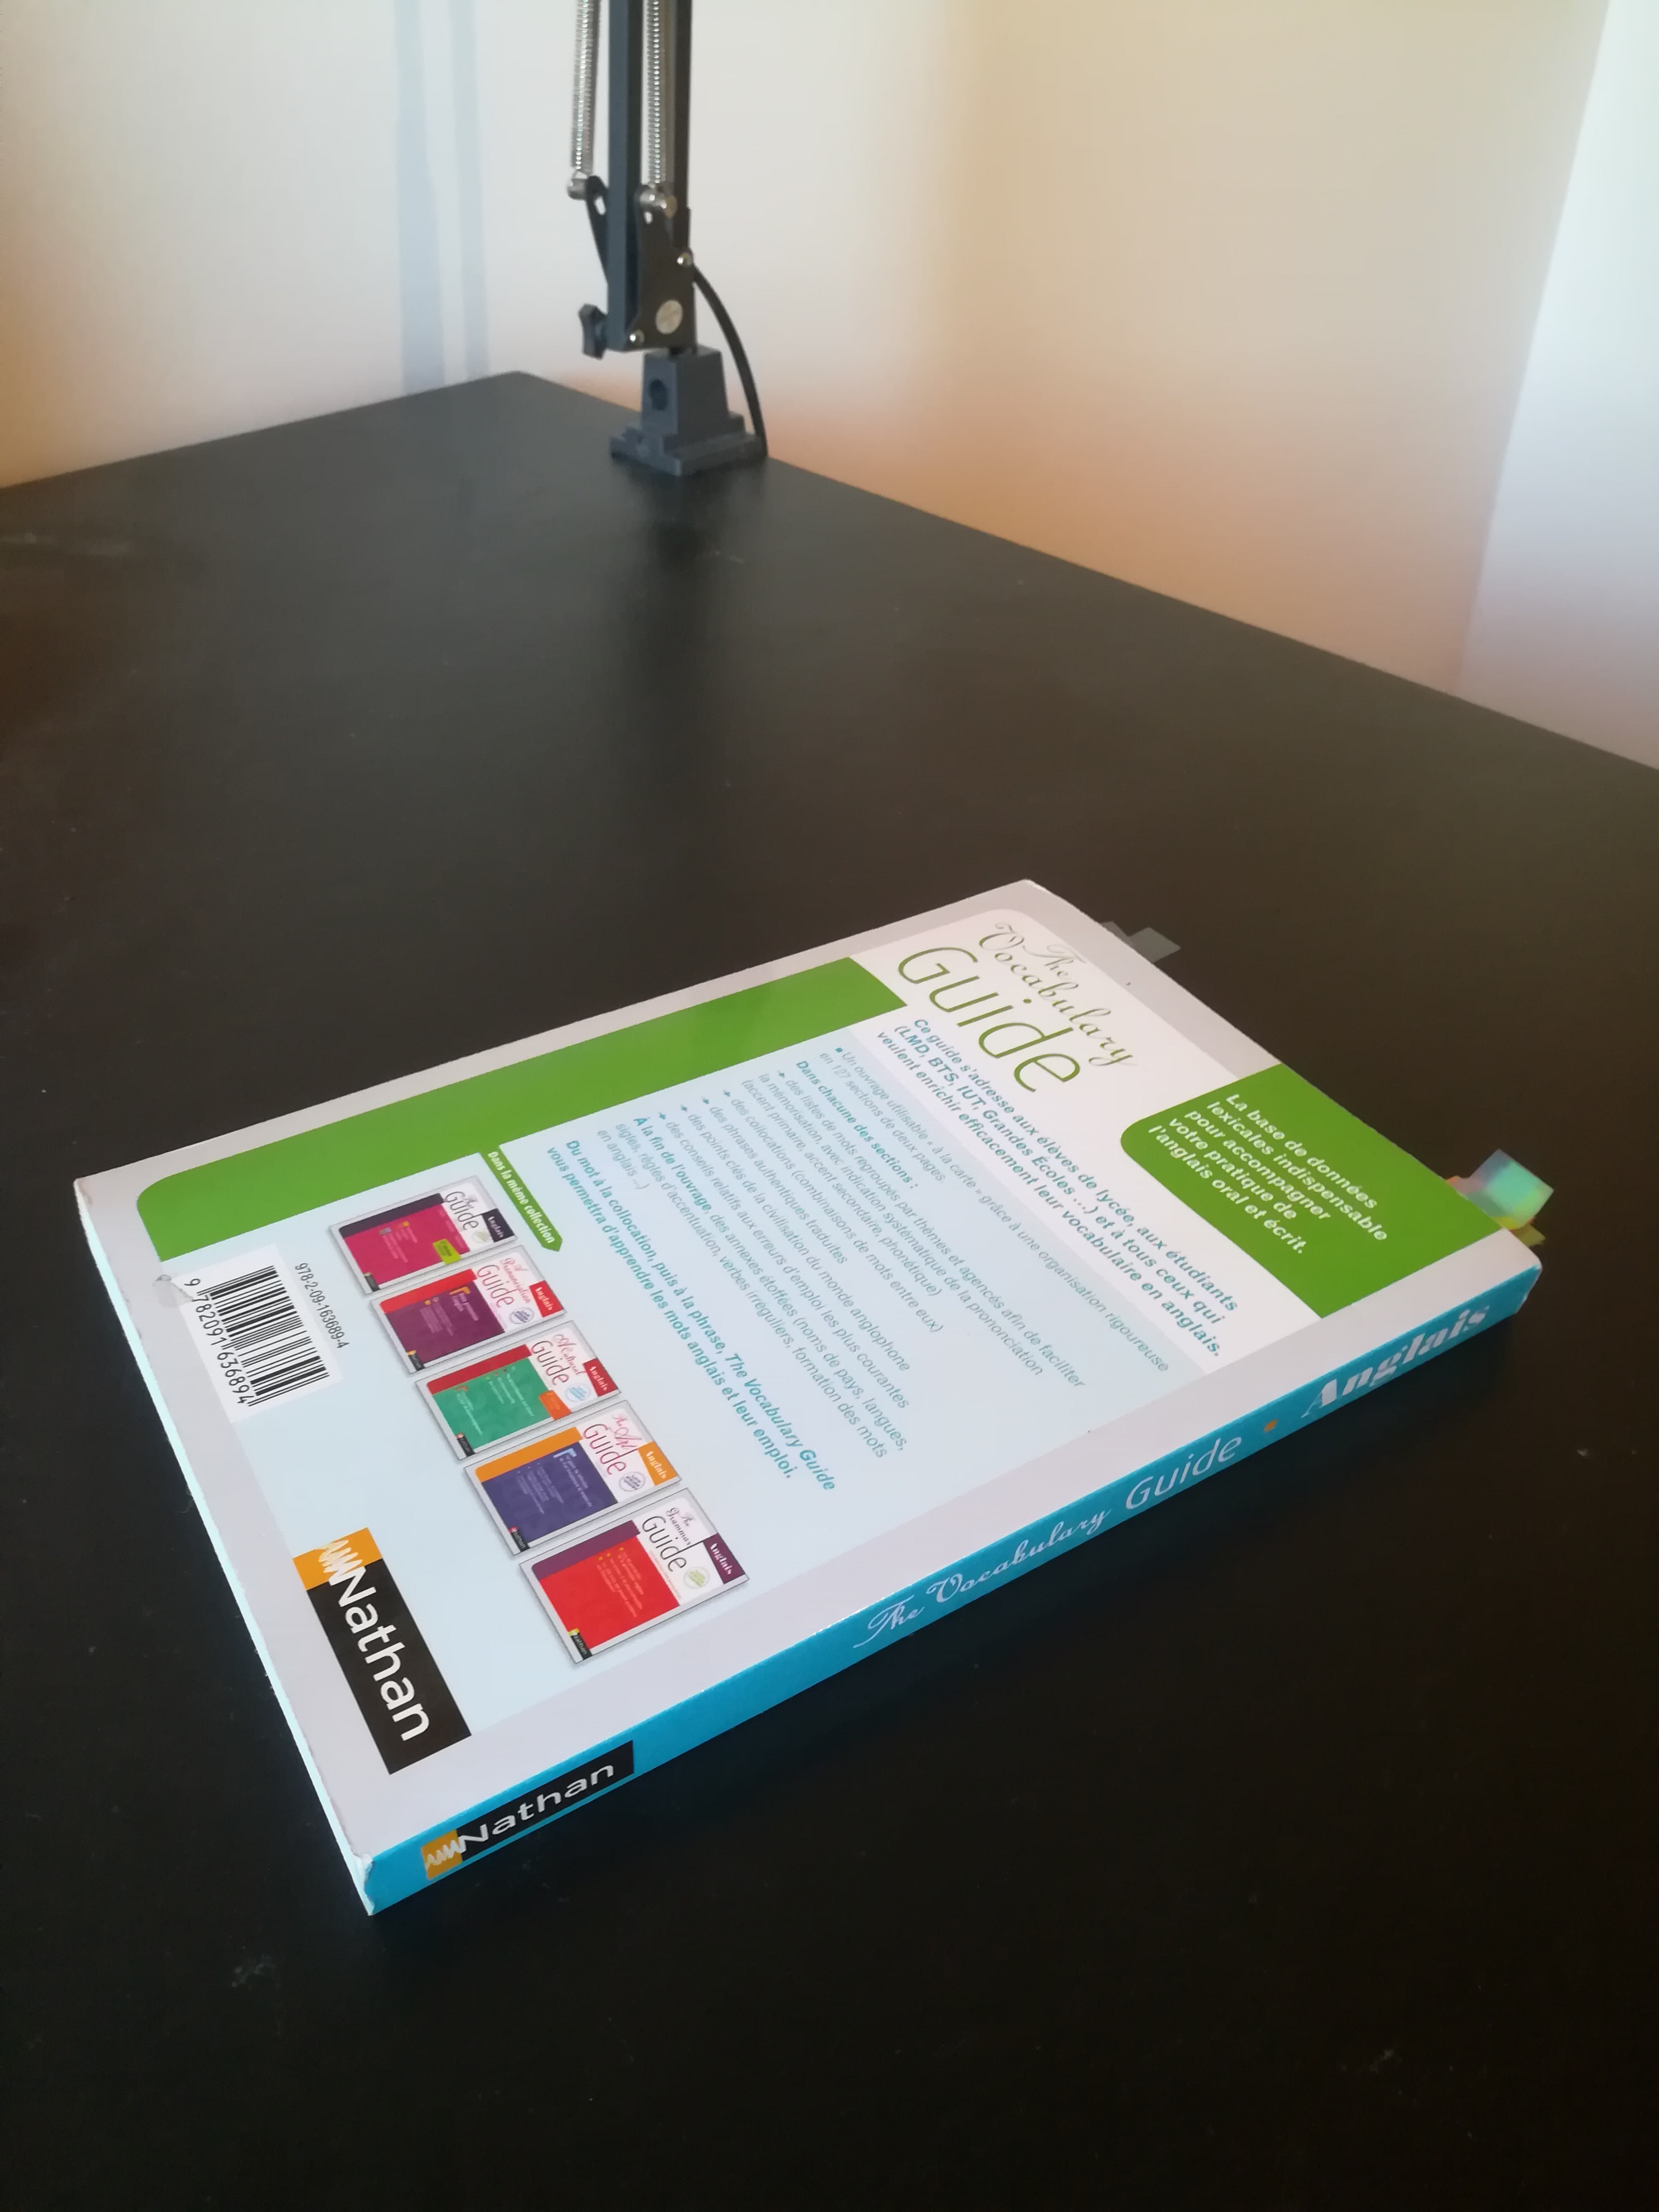 The
Vocabulary
GUIDE
La base de données
lexicales indispensable
pour accompagner
votre pratique de
l'anglais oral et écrit.
Ce guide s'adresse aux élèves de lycée, aux étudiants
(LMD, BTS, IUT, Grandes Écoles...) et à tous ceux qui
veulent enrichir efficacement leur vocabulaire en anglais.
• Un ouvrage utilisable « à la carte » grâce à une organisation rigoureuse
en 127 sections de deux pages.
Dans chacune des sections :
➔ des listes de mots regroupés par thèmes et agencés afin de faciliter
la mémorisation, avec indication systématique de la prononciation
(accent primaire, accent secondaire, phonétique)
➔ des collocations (combinaisons de mots entre eux)
➔ des phrases authentiques traduites
➔ des points clés de la civilisation du monde anglophone
➔ des conseils relatifs aux erreurs d'emploi les plus courantes
À la fin de l'ouvrage, des annexes étoffées (noms de pays, langues,
sigles, règles d'accentuation, verbes irréguliers, formation des mots
en anglais ...)
Du mot à la collocation, puis à la phrase, The Vocabulary Guide
vous permettra d'apprendre les mots anglais et leur emploi.
Dans la même collection
Anglais
GUIDE
Anglais
Pronunciation
GUIDE
Anglais
A Cultural
GUIDE
Anglais
The Art
GUIDE
Anglais
The
Grammar
GUIDE
978-2-09-163689-4
9 782091 636894
Nathan
Nathan
The Vocabulary Guide • Anglais